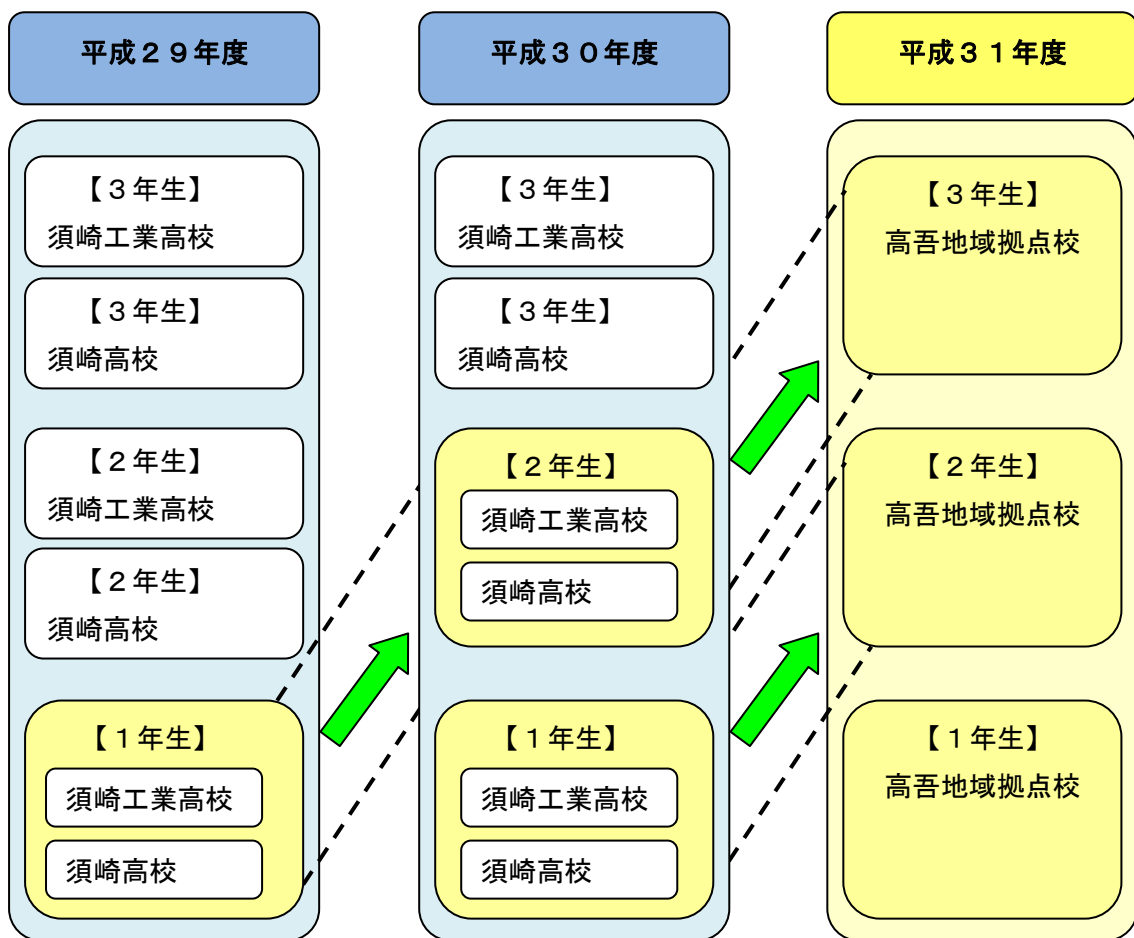 平成２９年度
【３年生】
須崎工業高校
【３年生】
須崎高校
【２年生】
須崎工業高校
【２年生】
須崎高校
【１年生】
須崎工業高校
須崎高校
平成３０年度
【３年生】
須崎工業高校
【３年生】
須崎高校
【２年生】
須崎工業高校
須崎高校
【１年生】
須崎工業高校
須崎高校
平成３１年度
【３年生】
高吾地域拠点校
【２年生】
高吾地域拠点校
【１年生】
高吾地域拠点校